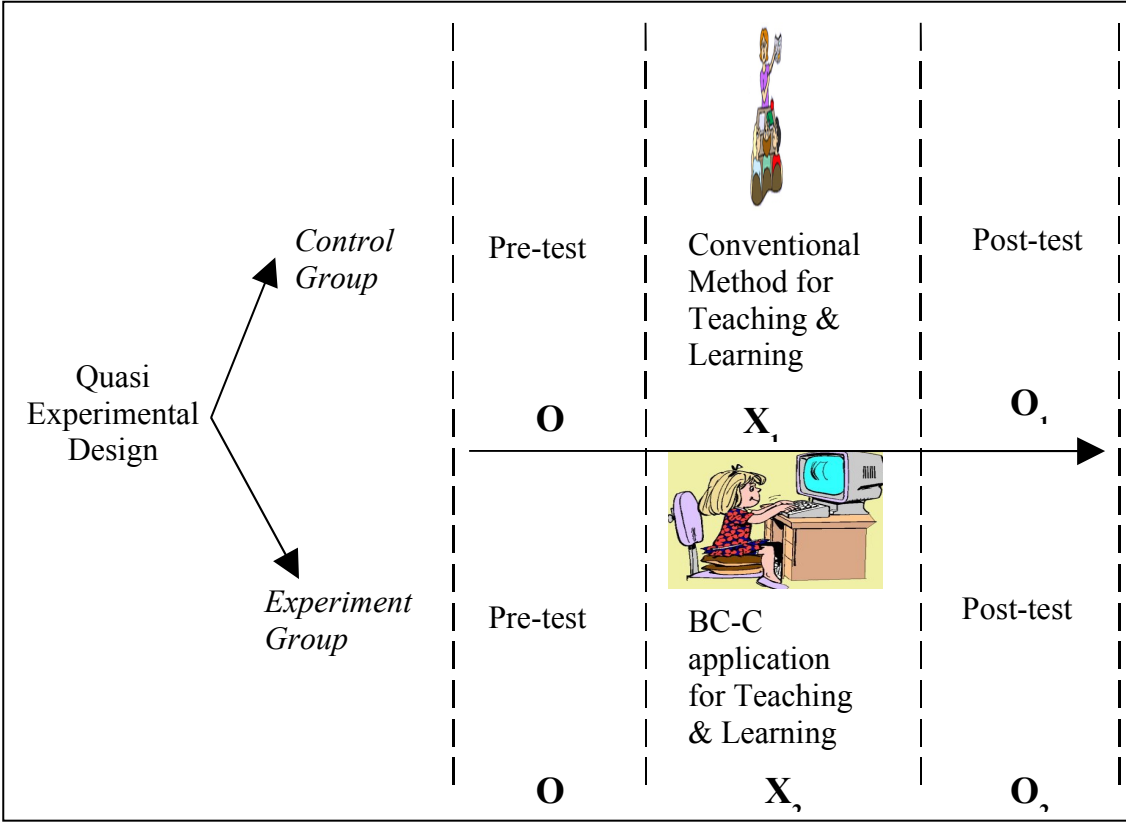 Quasi
Experimental
Design
Control
Group
Pre-test
Conventional
Method for
Teaching &
Learning
Post-test
O
X₁
O₁
Experiment
Group
Pre-test
BC-C
application
for Teaching
& Learning
Post-test
O
X₂
O₂